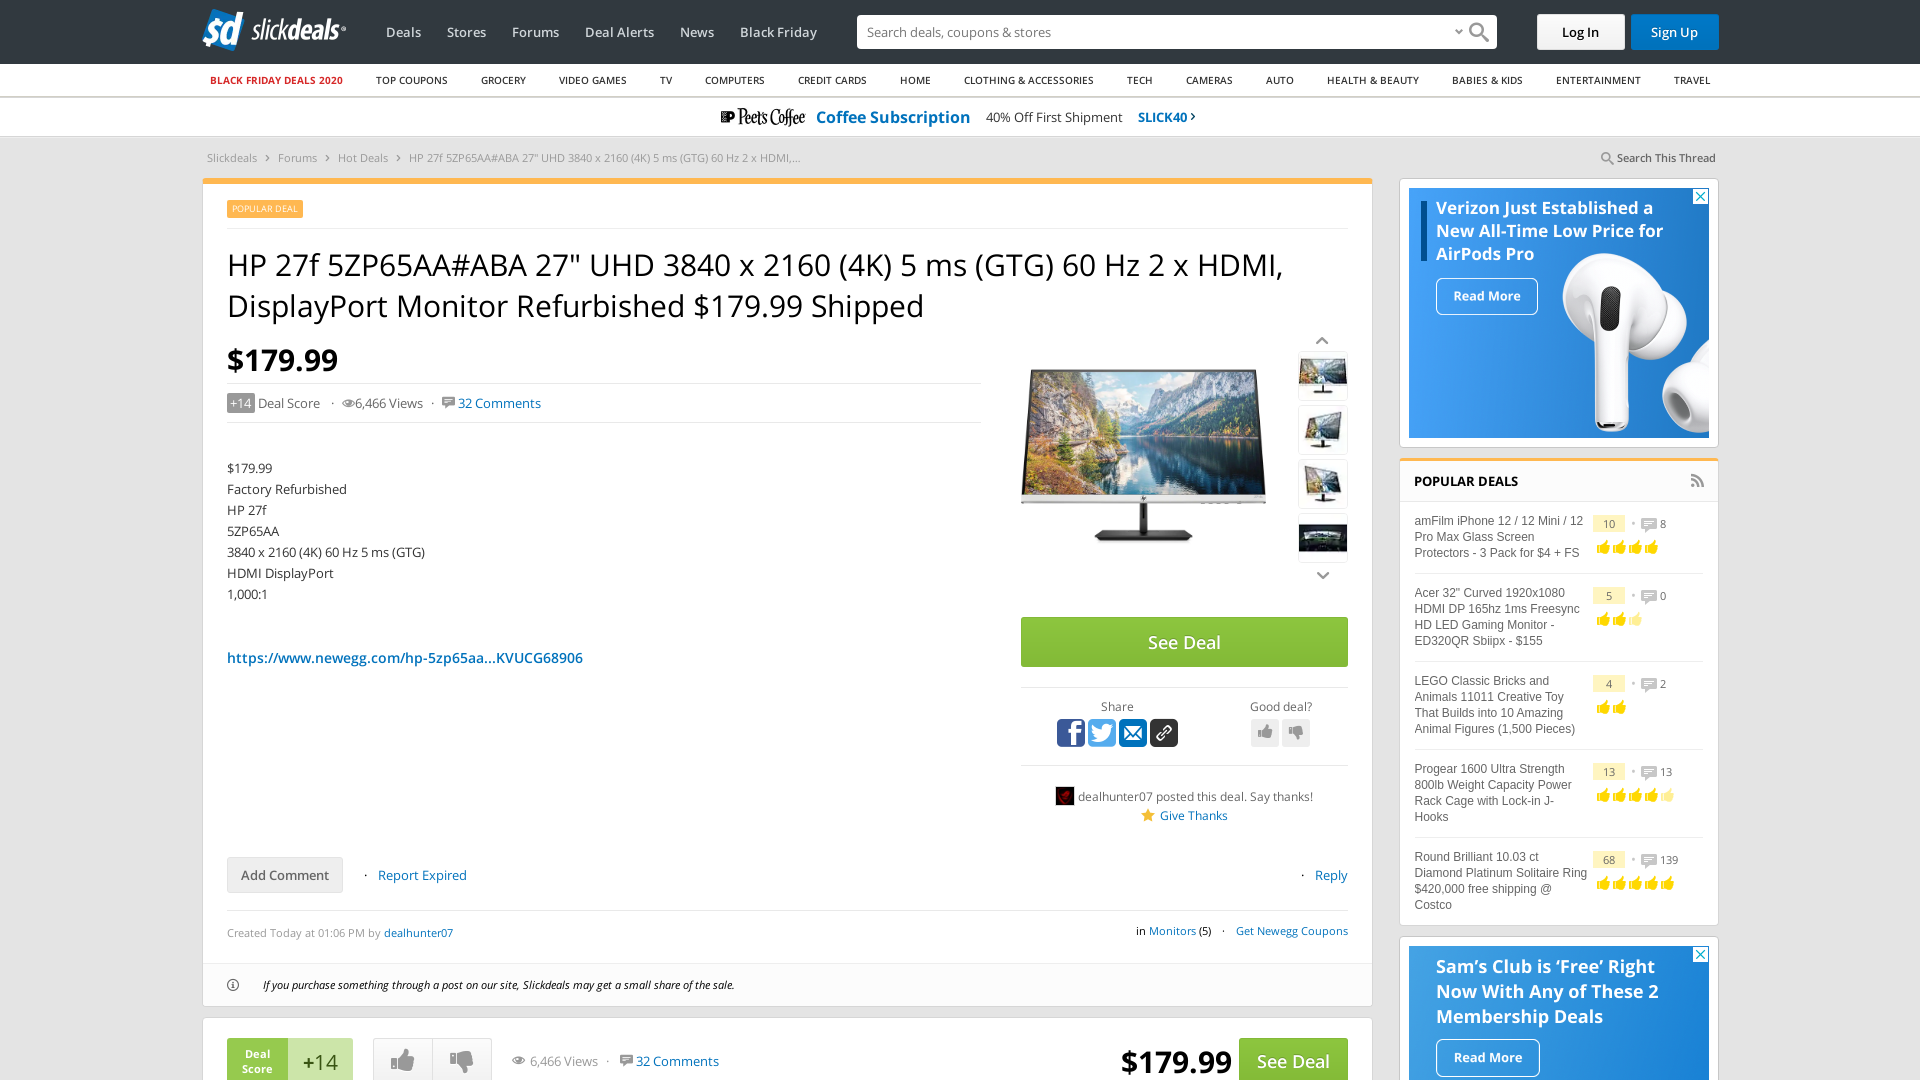 sd slickdeals
Deals Stores Forums Deal Alerts News Black Friday
Search deals, coupons & shops
Log In Sign Up
BLACK FRIDAY DEALS 2020 TOP COUPONS GROCERY VIDEO GAMES TV COMPUTERS CREDIT CARDS HOME CLOTHING & ACCESSORIES TECH CAMERAS AUTO HEALTH & BEAUTY BABIES & KIDS ENTERTAINMENT TRAVEL
Peet's Coffee Coffee Subscription 40% Off First Shipment SLICK40
Slickdeals Forums Hot Deals HP 27f 5ZP65AA#ABA 27" UHD 3840 x 2160 (4K) 5 ms (GTG) 60 Hz 2 x HDMI,...
Search This Thread
POPULAR DEAL
HP 27f 5ZP65AA#ABA 27" UHD 3840 x 2160 (4K) 5 ms (GTG) 60 Hz 2 x HDMI,
DisplayPort Monitor Refurbished $179.99 Shipped
$179.99
+14 Deal Score · 6,466 Views · 32 Comments
$179.99
Factory Refurbished
HP 27f
5ZP65AA
3840 x 2160 (4K) 60 Hz 5 ms (GTG)
HDMI DisplayPort
1,000:1
https://www.newegg.com/hp-5zp65aa...KVUCG68906
See Deal
Share
Good deal?
dealhunter07 posted this deal. Say thanks!
Give Thanks
Add Comment · Report Expired
· Reply
Created Today at 01:06 PM by dealhunter07
in Monitors (5) · Get Newegg Coupons
If you purchase something through a post on our site, Slickdeals may get a small share of the sale.
Deal
Score
+14
6,466 Views · 32 Comments
$179.99 See Deal
Verizon Just Established a
New All-Time Low Price for
AirPods Pro
Read More
POPULAR DEALS
amFilm iPhone 12 / 12 Mini / 12
Pro Max Glass Screen
Protectors - 3 Pack for $4 + FS
10 • 8
Acer 32" Curved 1920x1080
HDMI DP 165hz 1ms Freesync
HD LED Gaming Monitor -
ED320QR Sbiipx - $155
5 • 0
LEGO Classic Bricks and
Animals 11011 Creative Toy
That Builds into 10 Amazing
Animal Figures (1,500 Pieces)
4 • 2
Progear 1600 Ultra Strength
800lb Weight Capacity Power
Rack Cage with Lock-in J-
Hooks
13 • 13
Round Brilliant 10.03 ct
Diamond Platinum Solitaire Ring
$420,000 free shipping @
Costco
68 • 139
Sam's Club is 'Free' Right
Now With Any of These 2
Membership Deals
Read More